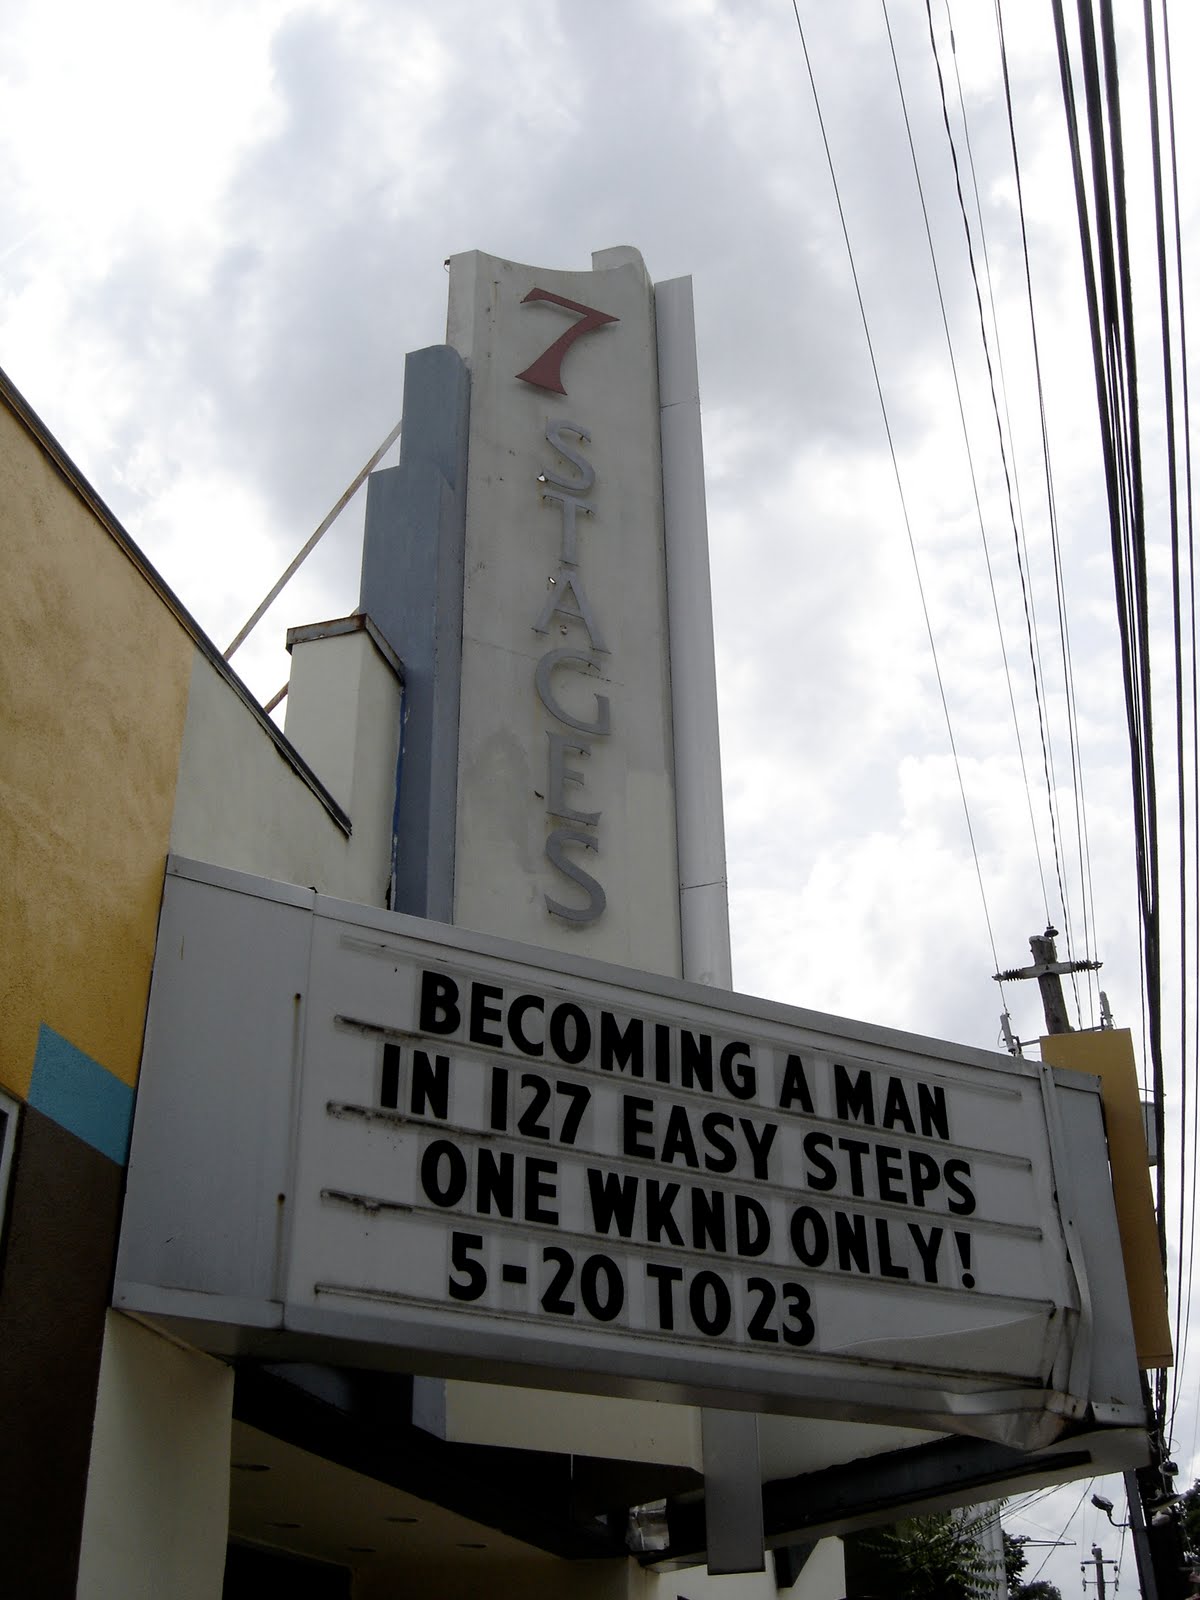 7
STAGES
BECOMING A MAN
IN 127 EASY STEPS
ONE WKND ONLY!
5-20 TO 23